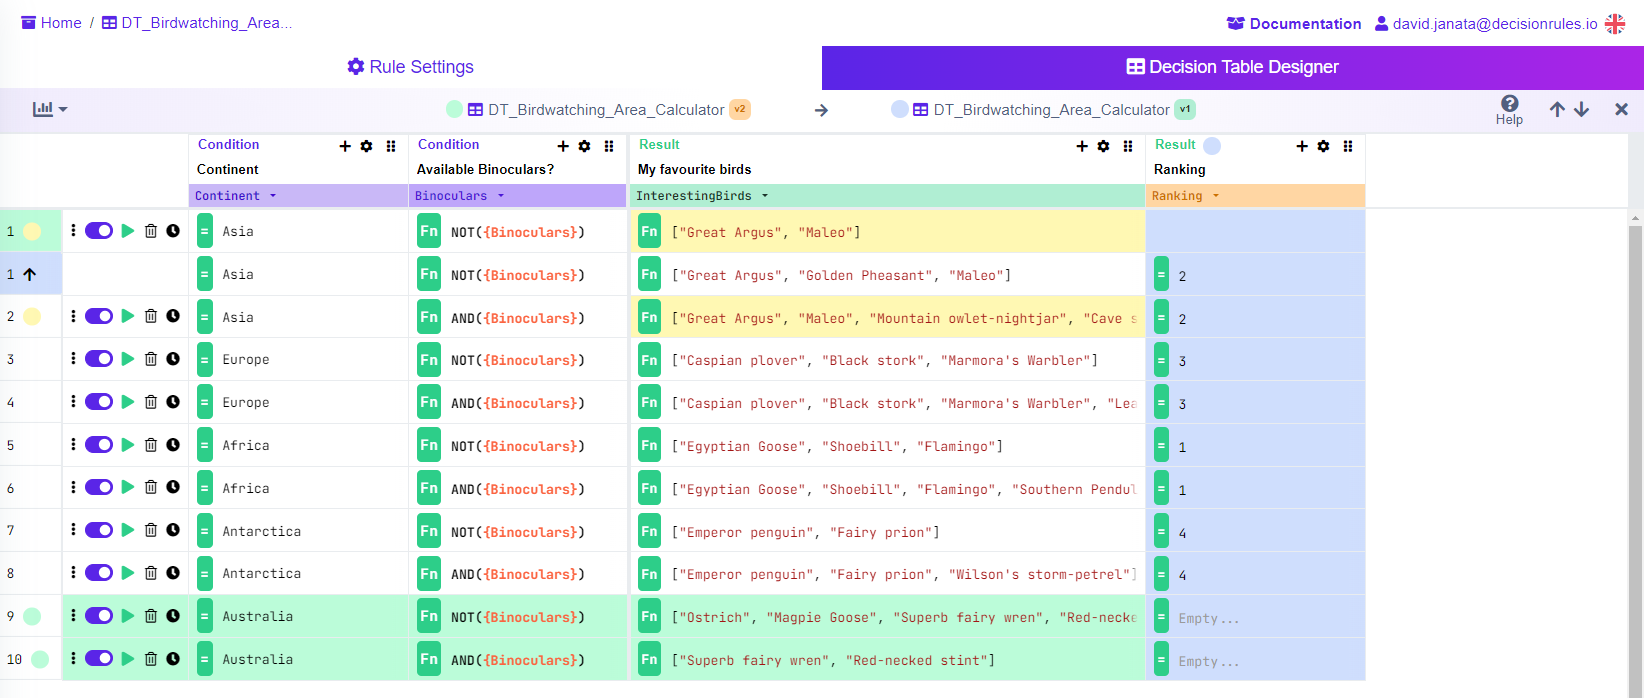 Home / DT_Birdwatching_Area...
Documentation david.janata@decisionrules.io
Rule Settings
Decision Table Designer
DT_Birdwatching_Area_Calculator v2
DT_Birdwatching_Area_Calculator v1
Help
Condition
Continent
Continent
Condition
Available Binoculars?
Binoculars
Result
My favourite birds
InterestingBirds
Result
Ranking
Ranking
1 = Asia Fn NOT({Binoculars}) Fn ["Great Argus", "Maleo"]
1 = Asia Fn NOT({Binoculars}) Fn ["Great Argus", "Golden Pheasant", "Maleo"] = 2
2 = Asia Fn AND({Binoculars}) Fn ["Great Argus", "Maleo", "Mountain owlet-nightjar", "Cave s = 2
3 = Europe Fn NOT({Binoculars}) Fn ["Caspian plover", "Black stork", "Marmora's Warbler"] = 3
4 = Europe Fn AND({Binoculars}) Fn ["Caspian plover", "Black stork", "Marmora's Warbler", "Lea = 3
5 = Africa Fn NOT({Binoculars}) Fn ["Egyptian Goose", "Shoebill", "Flamingo"] = 1
6 = Africa Fn AND({Binoculars}) Fn ["Egyptian Goose", "Shoebill", "Flamingo", "Southern Pendul = 1
7 = Antarctica Fn NOT({Binoculars}) Fn ["Emperor penguin", "Fairy prion"] = 4
8 = Antarctica Fn AND({Binoculars}) Fn ["Emperor penguin", "Fairy prion", "Wilson's storm-petrel"] = 4
9 = Australia Fn NOT({Binoculars}) Fn ["Ostrich", "Magpie Goose", "Superb fairy wren", "Red-necke = Empty...
10 = Australia Fn AND({Binoculars}) Fn ["Superb fairy wren", "Red-necked stint"] = Empty...